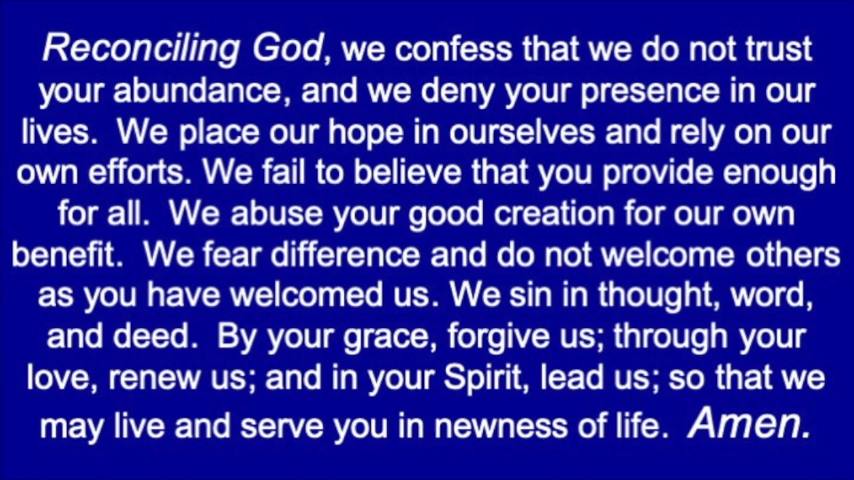 Reconciling God, we confess that we do not trust
your abundance, and we deny your presence in our
lives.  We place our hope in ourselves and rely on our
own efforts. We fail to believe that you provide enough
for all.  We abuse your good creation for our own
benefit.  We fear difference and do not welcome others
as you have welcomed us. We sin in thought, word,
and deed.  By your grace, forgive us; through your
love, renew us; and in your Spirit, lead us; so that we
may live and serve you in newness of life.  Amen.